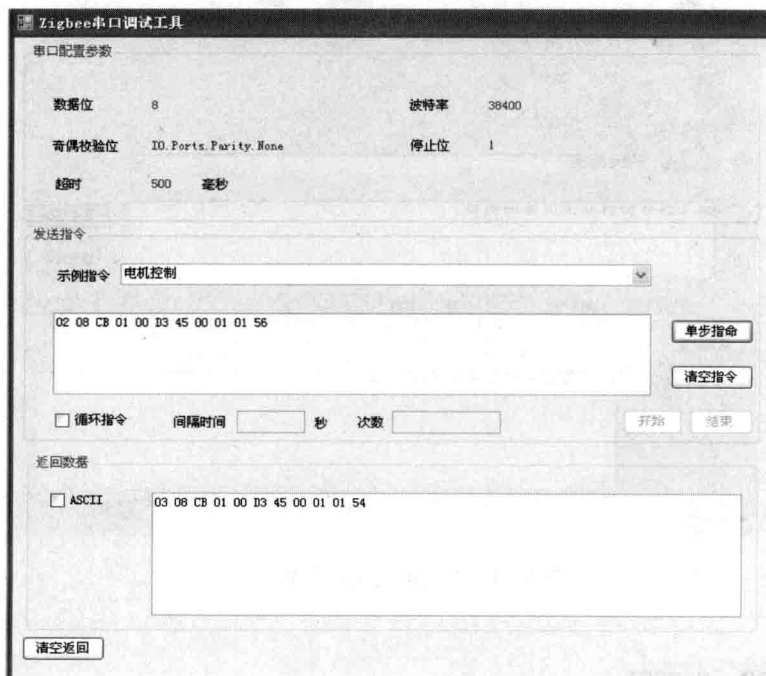 Zigbee串口调试工具
串口配置参数
数据位 8 波特率 38400
奇偶校验位 IO.Ports.Parity.None 停止位 1
超时 500 毫秒
发送指令
示例指令 电机控制
02 08 CB 01 00 D3 45 00 01 01 56
单步指命
清空指令
循环指令 间隔时间 秒 次数 开始 结束
返回数据
ASCII 03 08 CB 01 00 D3 45 00 01 01 54
清空返回